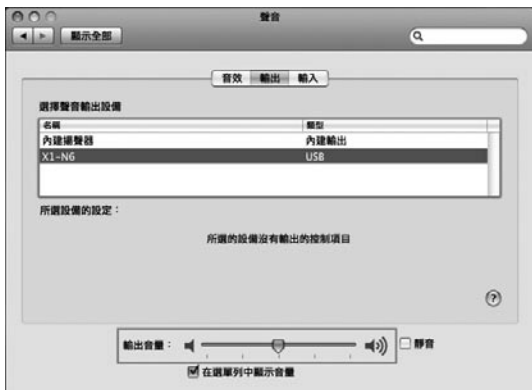 聲音
顯示全部
音效 輸出 輸入
選擇聲音輸出設備
名稱 類型
內建揚聲器 內建輸出
X1-N6 USB
所選設備的設定：
所選的設備沒有輸出的控制項目
?
輸出音量： 靜音
在選單列中顯示音量